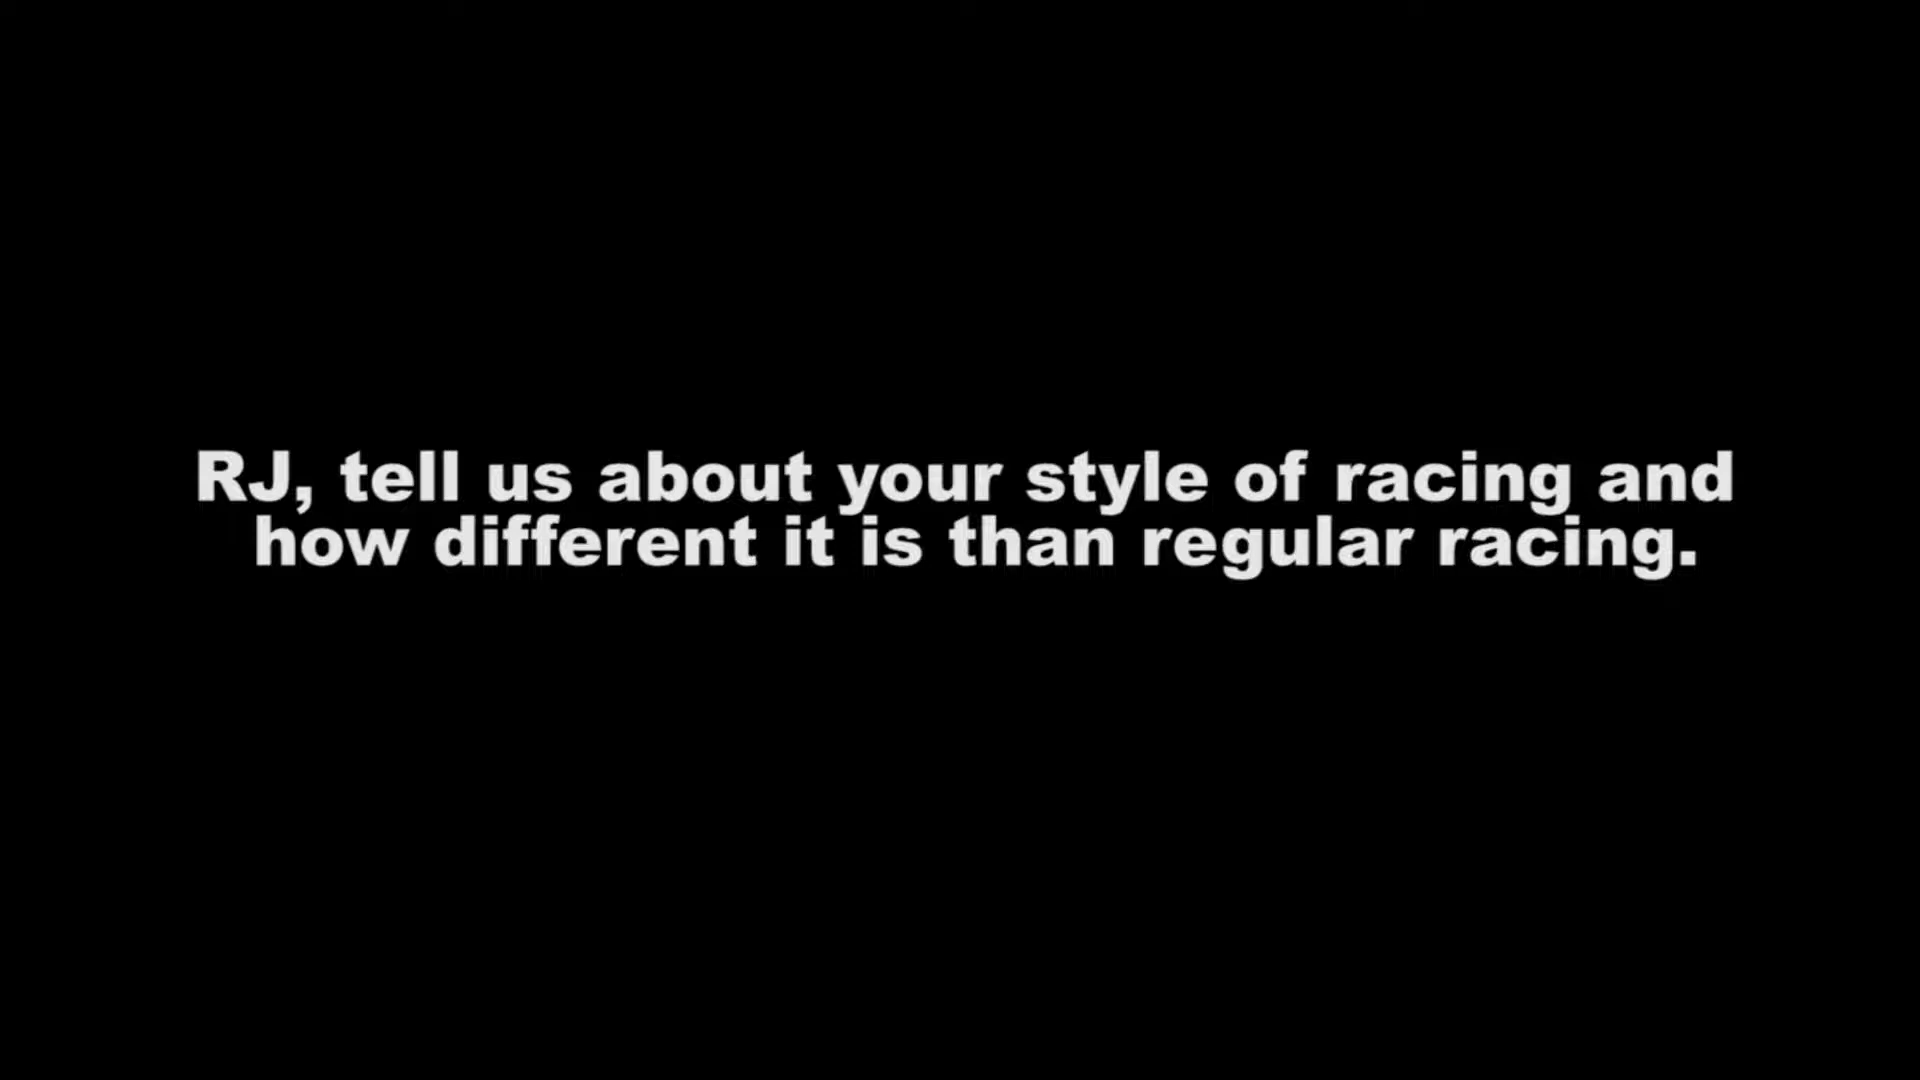 RJ, tell us about your style of racing and
how different it is than regular racing.